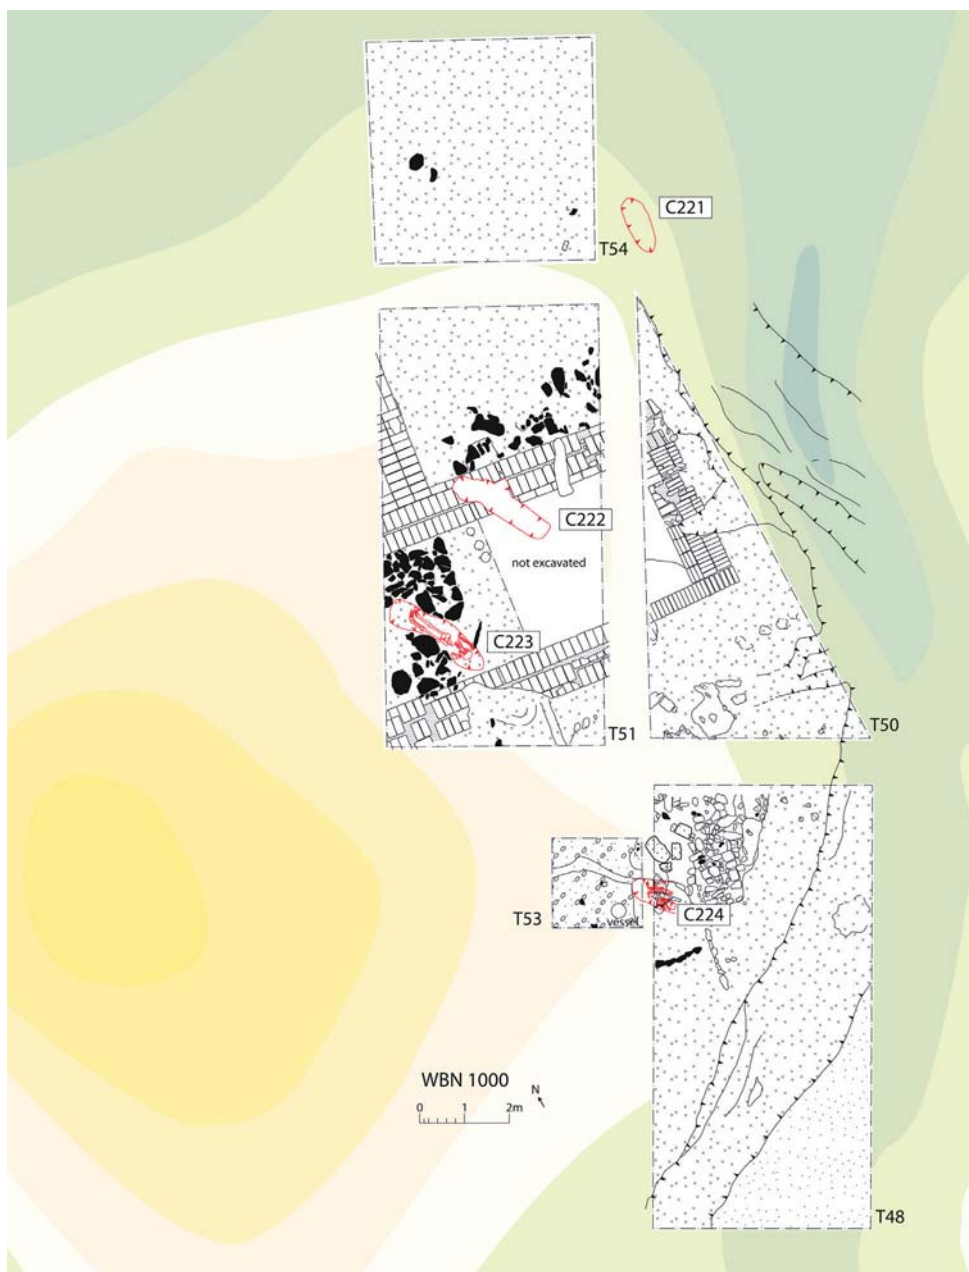 C221
T54
C222
not excavated
C223
T51
T50
C224
T53
vessel
WBN 1000
N
0 1 2m
T48